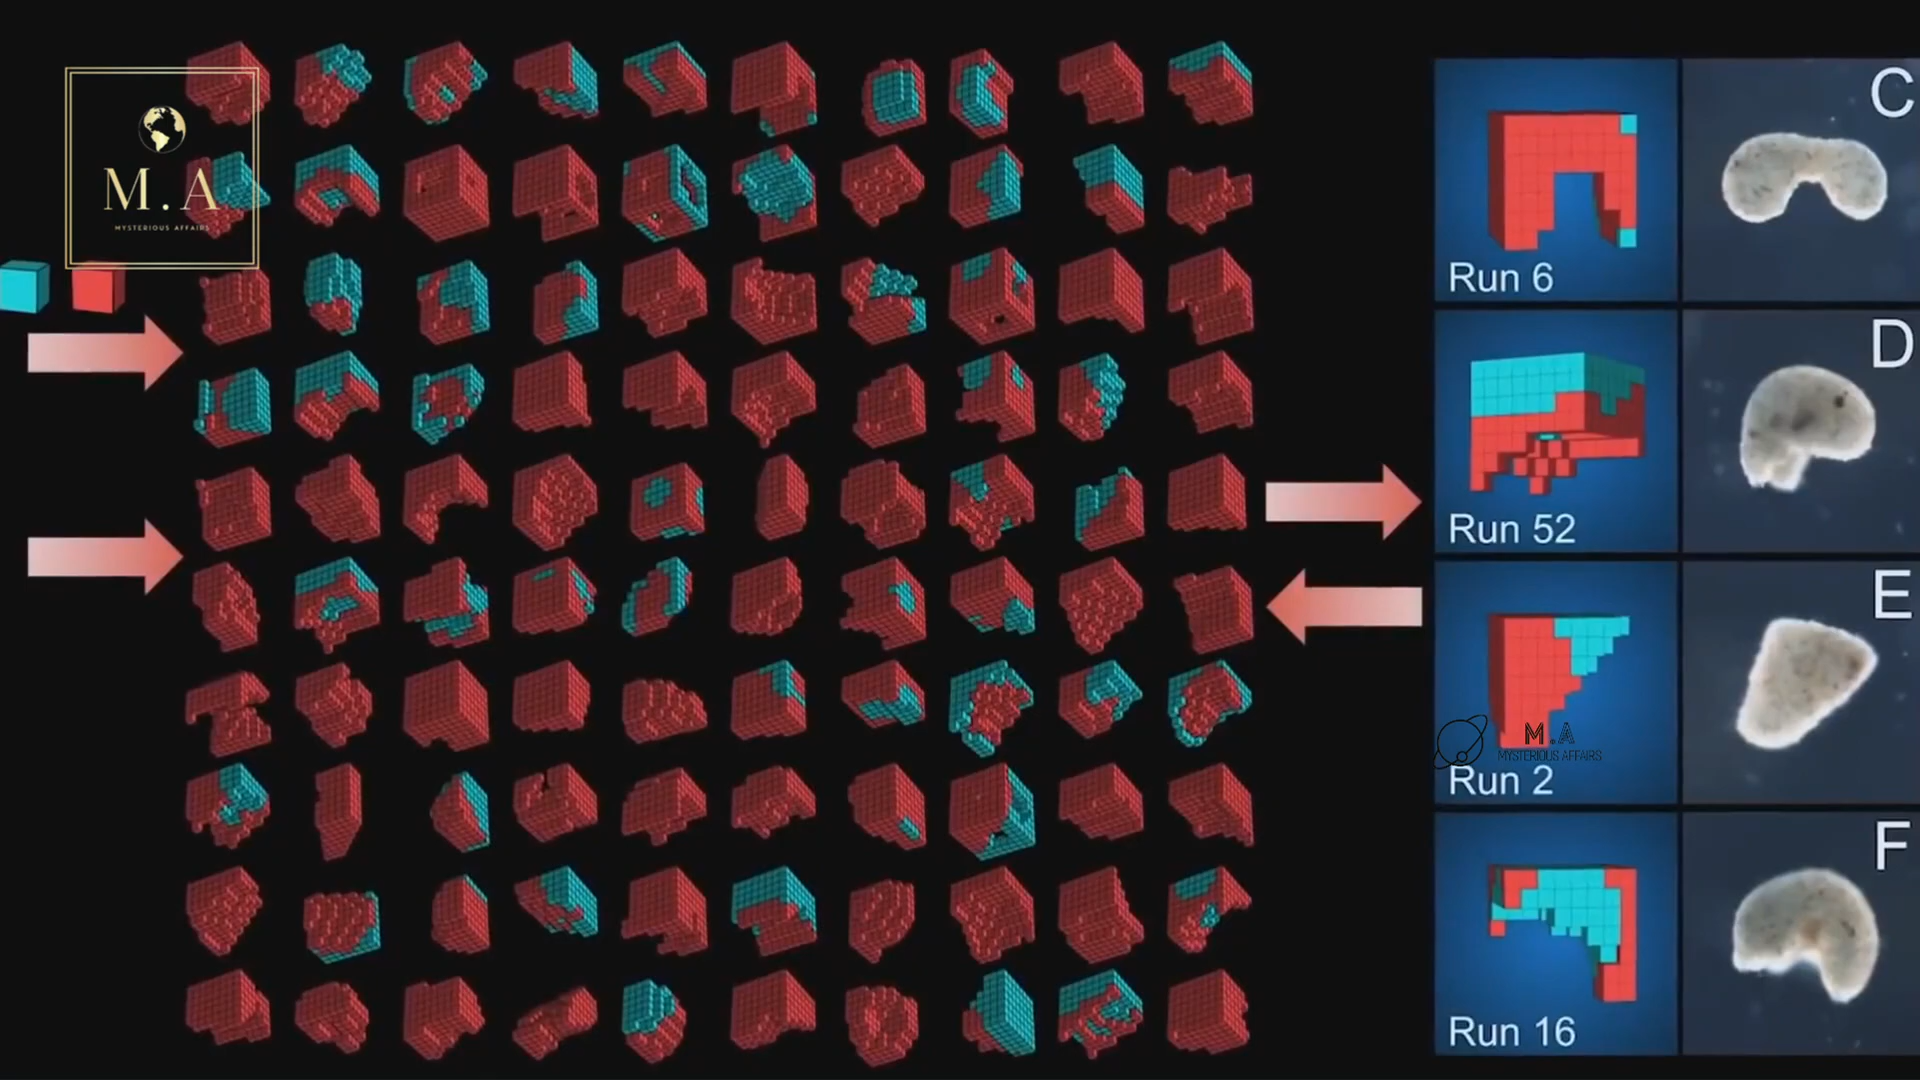 M.A
MYSTERIOUS AFFAIRS
C
Run 6
D
Run 52
E
M.A
MYSTERIOUS AFFAIRS
Run 2
F
Run 16